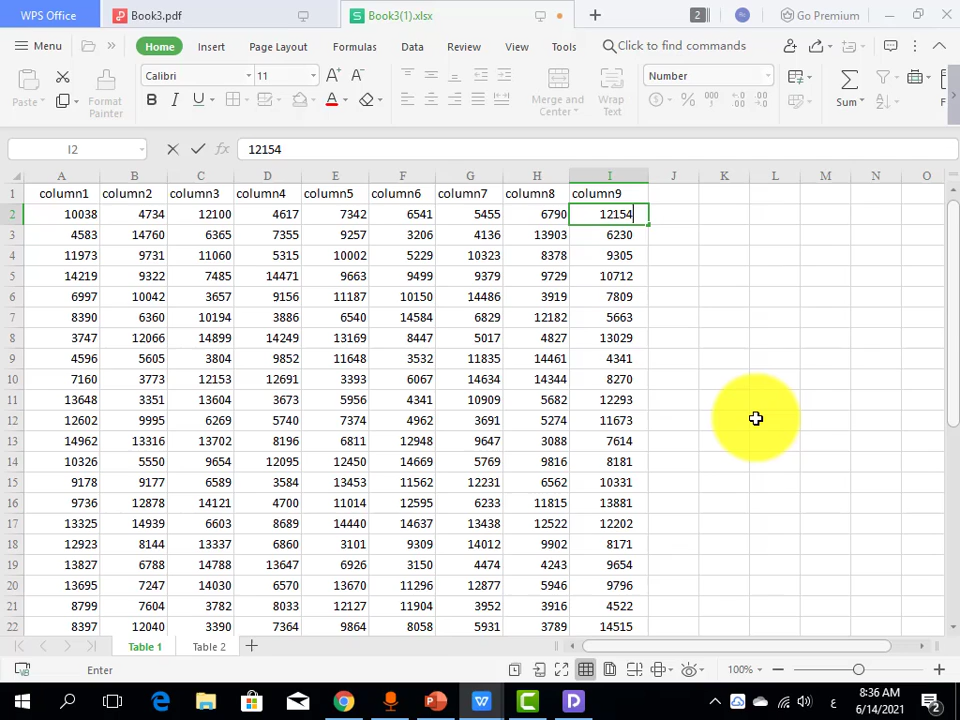 WPS Office Book3.pdf Book3(1).xlsx 2 Go Premium
Menu Home Insert Page Layout Formulas Data Review View Tools Click to find commands
Paste Format Painter Calibri 11 Merge and Center Wrap Text Number Sum
I2 12154
A B C D E F G H I J K L M N O
1 column1 column2 column3 column4 column5 column6 column7 column8 column9
2 10038 4734 12100 4617 7342 6541 5455 6790 12154
3 4583 14760 6365 7355 9257 3206 4136 13903 6230
4 11973 9731 11060 5315 10002 5229 10323 8378 9305
5 14219 9322 7485 14471 9663 9499 9379 9729 10712
6 6997 10042 3657 9156 11187 10150 14486 3919 7809
7 8390 6360 10194 3886 6540 14584 6829 12182 5663
8 3747 12066 14899 14249 13169 8447 5017 4827 13029
9 4596 5605 3804 9852 11648 3532 11835 14461 4341
10 7160 3773 12153 12691 3393 6067 14634 14344 8270
11 13648 3351 13604 3673 5956 4341 10909 5682 12293
12 12602 9995 6269 5740 7374 4962 3691 5274 11673
13 14962 13316 13702 8196 6811 12948 9647 3088 7614
14 10326 5550 9654 12095 12450 14669 5769 9816 8181
15 9178 9177 6589 3584 13453 11562 12231 6562 10331
16 9736 12878 14121 4700 11014 12595 6233 11815 13881
17 13325 14939 6603 8689 14440 14637 13438 12522 12202
18 12923 8144 13337 6860 3101 9309 14012 9902 8171
19 13827 6788 14788 13647 6926 3150 4474 4243 9654
20 13695 7247 14030 6570 13670 11296 12877 5946 9796
21 8799 7604 3782 8033 12127 11904 3952 3916 4522
22 8397 12040 3390 7364 9864 8058 5931 3789 14515
Table 1 Table 2
Enter 100%
ع 8:36 AM
6/14/2021 2